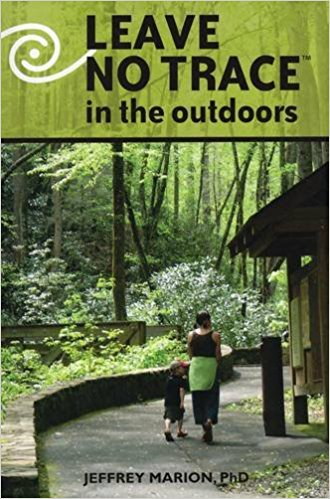 LEAVE
NO TRACE™
in the outdoors
JEFFREY MARION, PhD